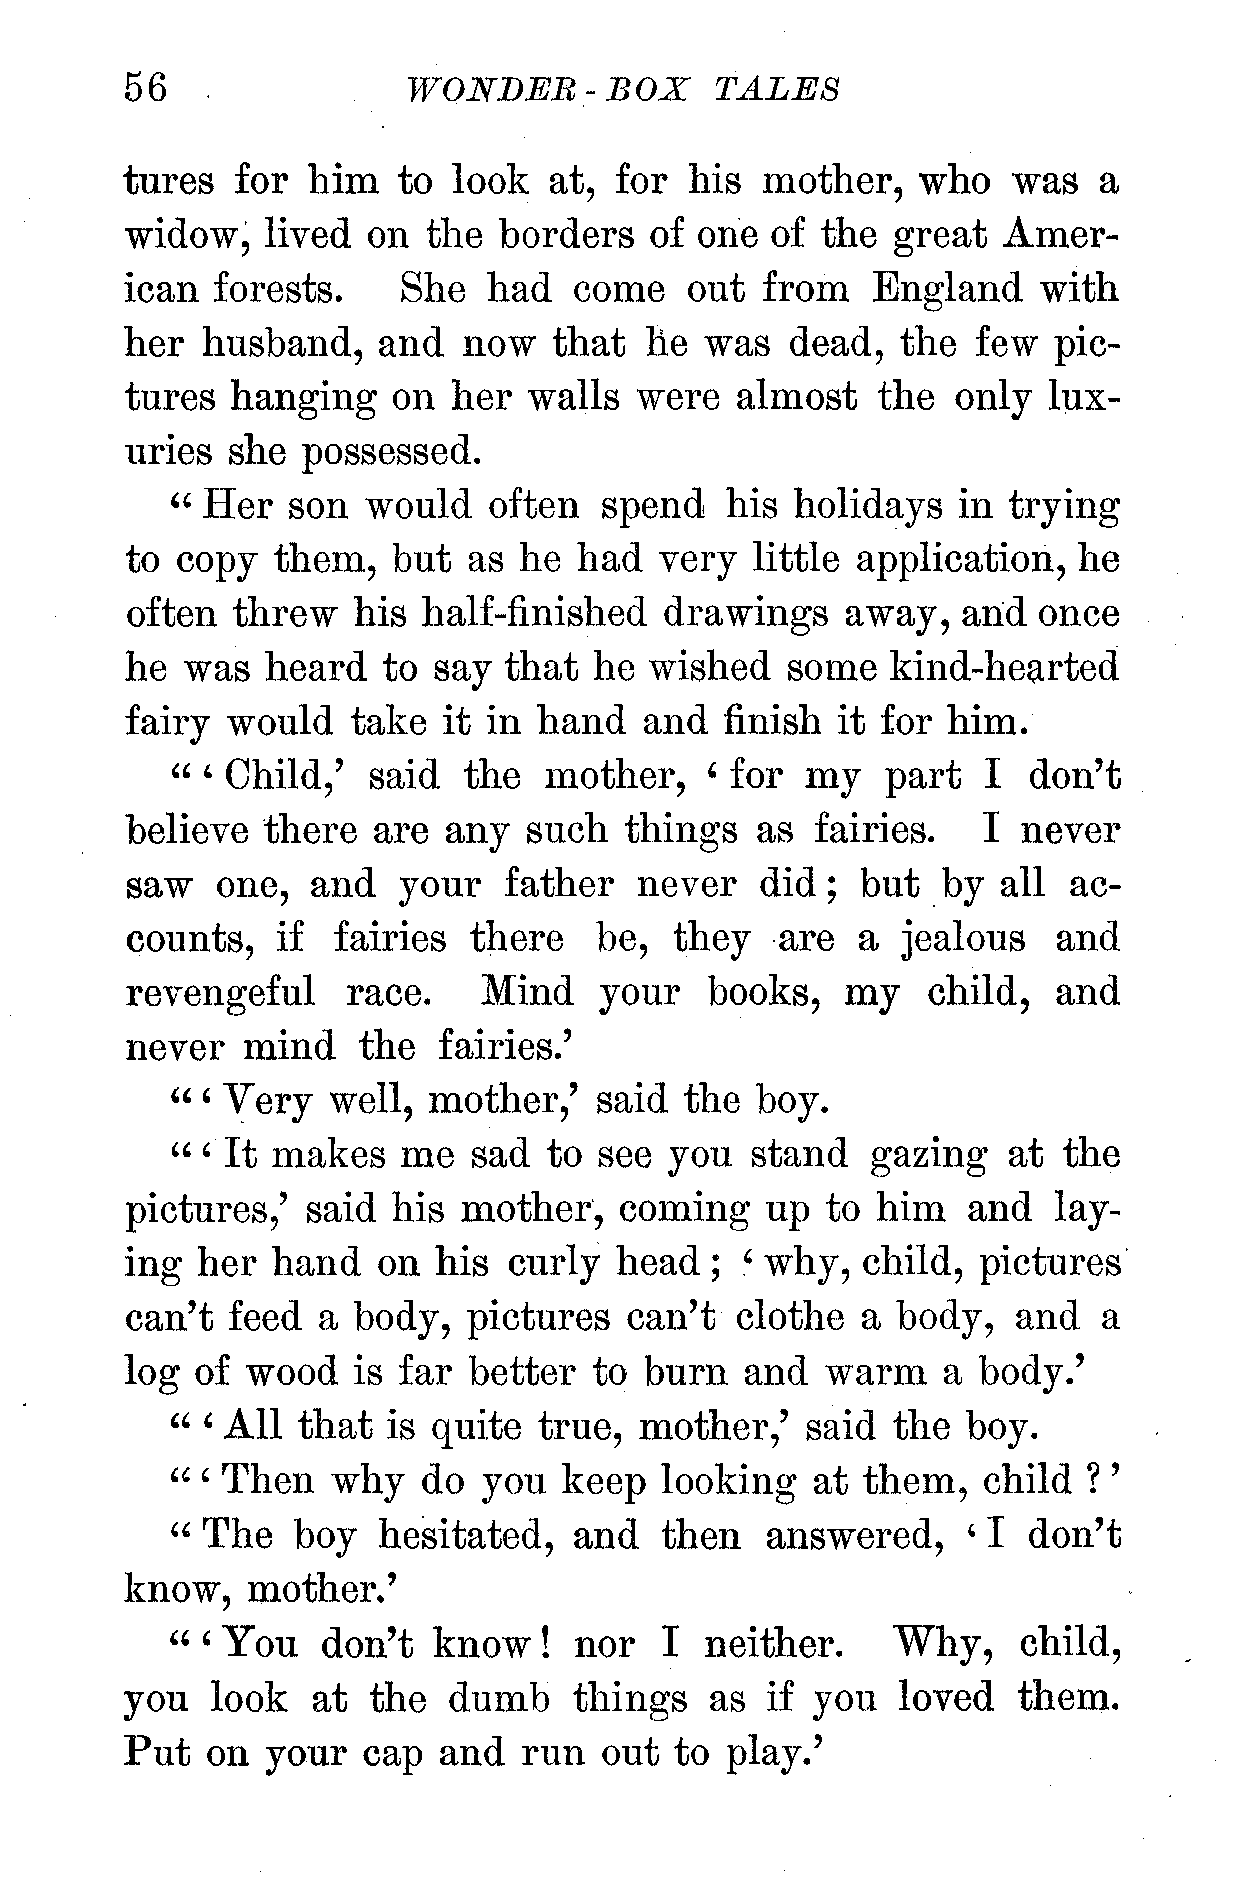 56 WONDER-BOX TALES
tures for him to look at, for his mother, who was a
widow, lived on the borders of one of the great Amer-
ican forests. She had come out from England with
her husband, and now that he was dead, the few pic-
tures hanging on her walls were almost the only lux-
uries she possessed.
“Her son would often spend his holidays in trying
to copy them, but as he had very little application, he
often threw his half-finished drawings away, and once
he was heard to say that he wished some kind-hearted
fairy would take it in hand and finish it for him.
“‘Child,’ said the mother, ‘for my part I don’t
believe there are any such things as fairies. I never
saw one, and your father never did; but by all ac-
counts, if fairies there be, they are a jealous and
revengeful race. Mind your books, my child, and
never mind the fairies.’
“‘Very well, mother,’ said the boy.
“‘It makes me sad to see you stand gazing at the
pictures,’ said his mother, coming up to him and lay-
ing her hand on his curly head; ‘why, child, pictures
can’t feed a body, pictures can’t clothe a body, and a
log of wood is far better to burn and warm a body.’
“‘All that is quite true, mother,’ said the boy.
“‘Then why do you keep looking at them, child?’
“The boy hesitated, and then answered, ‘I don’t
know, mother.’
“‘You don’t know! nor I neither. Why, child,
you look at the dumb things as if you loved them.
Put on your cap and run out to play.’